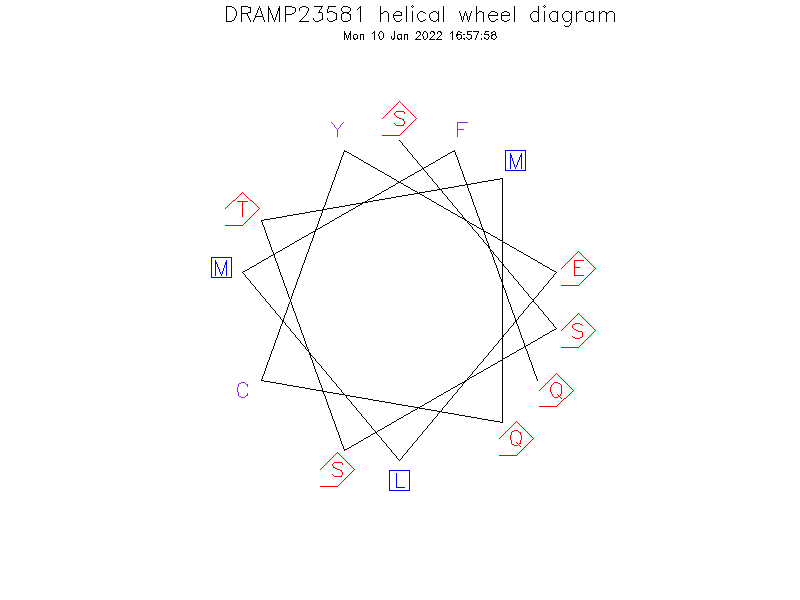 DRAMP23581 helical wheel diagram
Mon 10 Jan 2022 16:57:58
S
Y
F
M
T
M
E
S
C
Q
Q
S
L